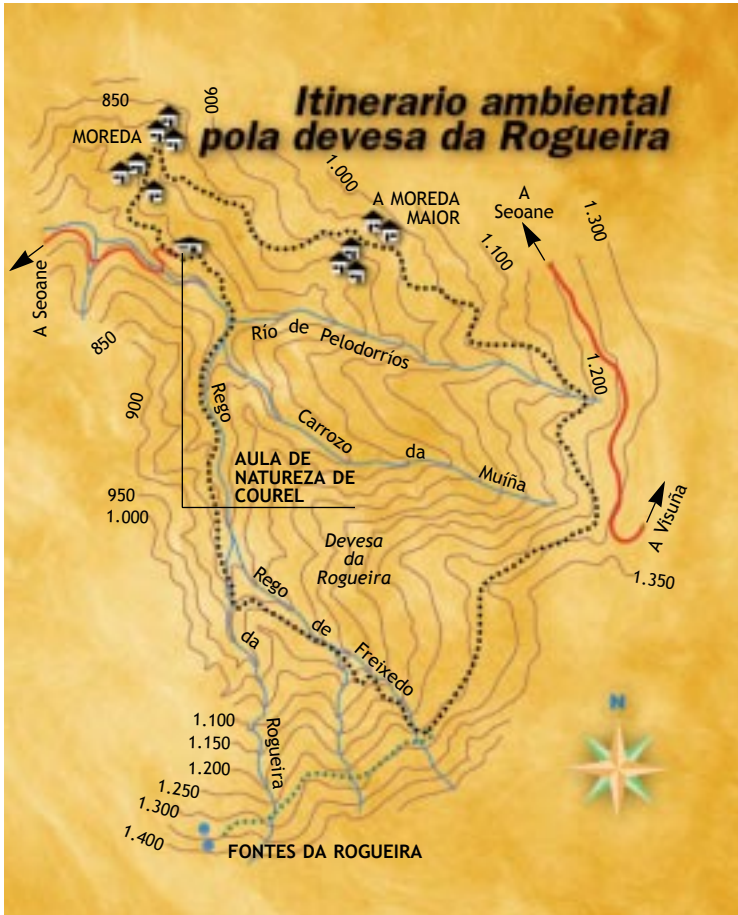 Itinerario ambiental
pola devesa da Rogueira
850
900
MOREDA
1.000
A MOREDA
MAIOR
A
Seoane
1.300
1.100
A Seoane
850
Río de Pelodorríos
1.200
900
Rego
Carrozo da Muíña
AULA DE
NATUREZA DE
COUREL
950
1.000
A Visuña
Devesa
da
Rogueira
1.350
Rego de Freixedo
da
Rogueira
1.100
1.150
1.200
1.250
1.300
1.400
N
FONTES DA ROGUEIRA